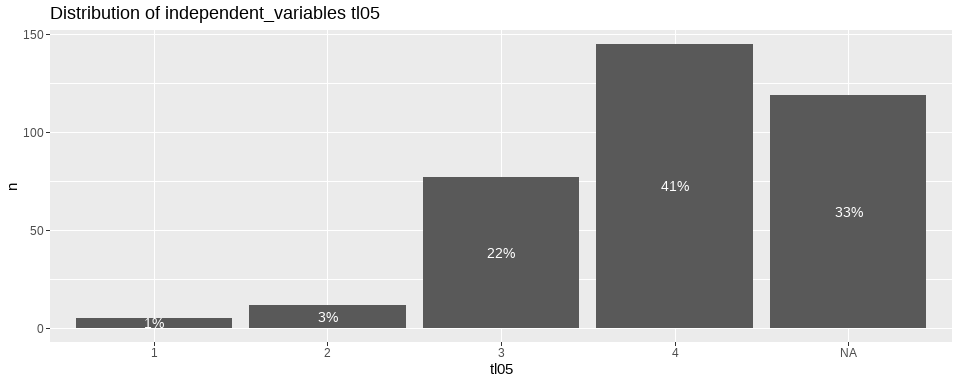 Distribution of independent_variables tl05
150
100
50
0
n
1%
3%
22%
41%
33%
1 2 3 4 NA
tl05